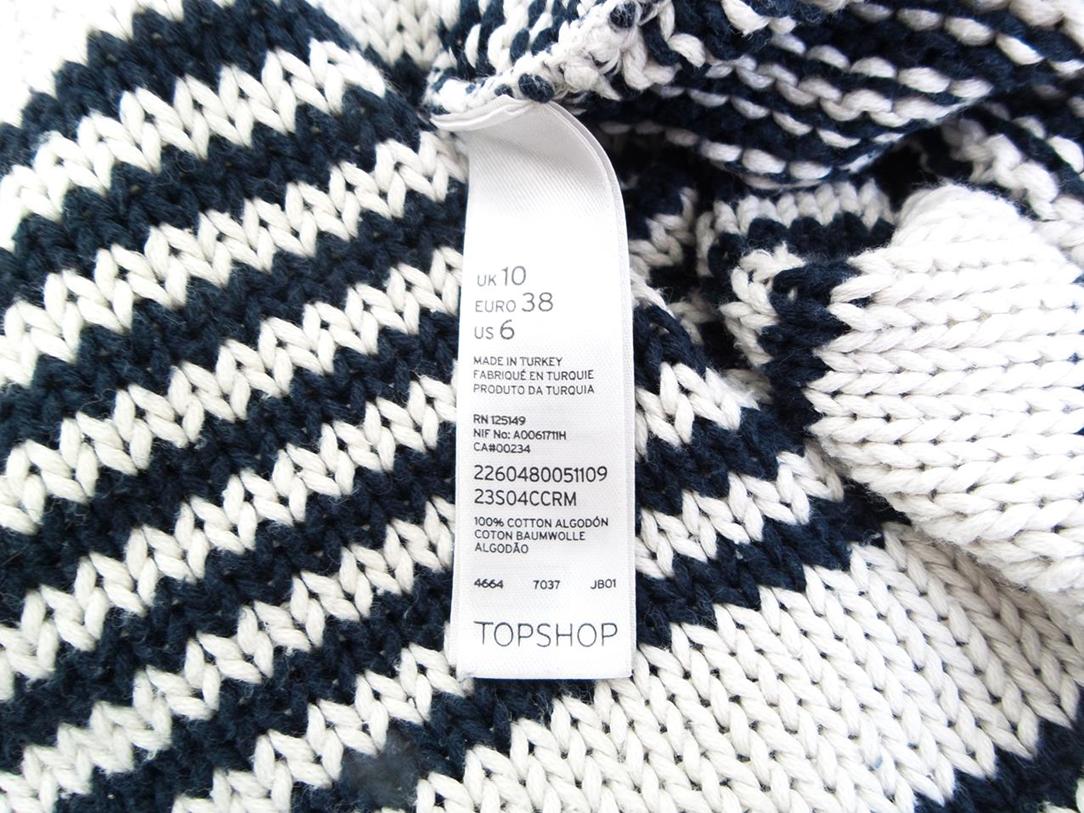 UK 10
EURO 38
US 6
MADE IN TURKEY
FABRIQUÉ EN TURQUIE
PRODUTO DA TURQUIA
RN 125149
NIF No: A0061711H
CA#00234
2260480051109
23S04CCRM
100% COTTON ALGODÓN
COTON BAUMWOLLE
ALGODÃO
4664 7037 JB01
TOPSHOP